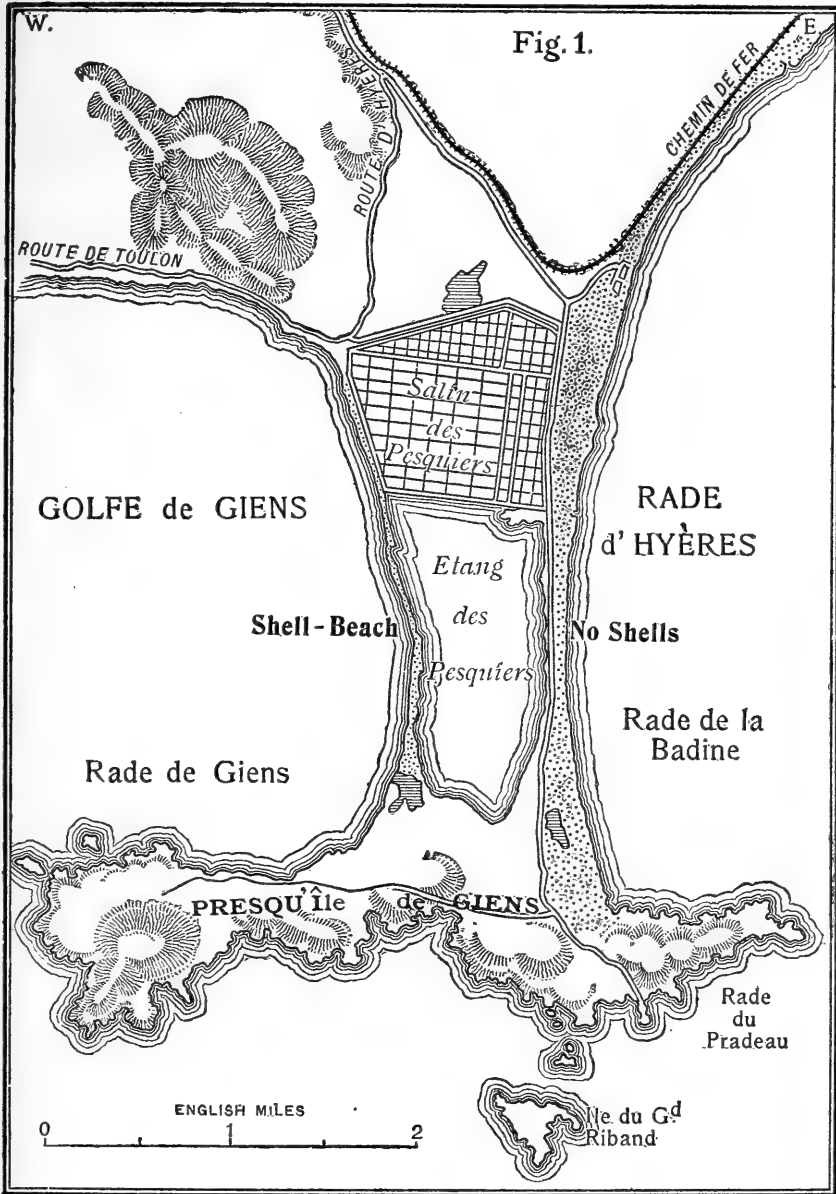 W.
Fig. 1.
E
CHEMIN DE FER
ROUTE D'HYÈRES
ROUTE DE TOULON
Salin
des
Pesquiers
GOLFE de GIENS
RADE
d'HYÈRES
Etang
des
Pesquiers
Shell-Beach
No Shells
Rade de la
Badine
Rade de Giens
PRESQU'Île de GIENS
Rade
du
Pradeau
ENGLISH MILES
0 1 2
Ile du Gd
Riband